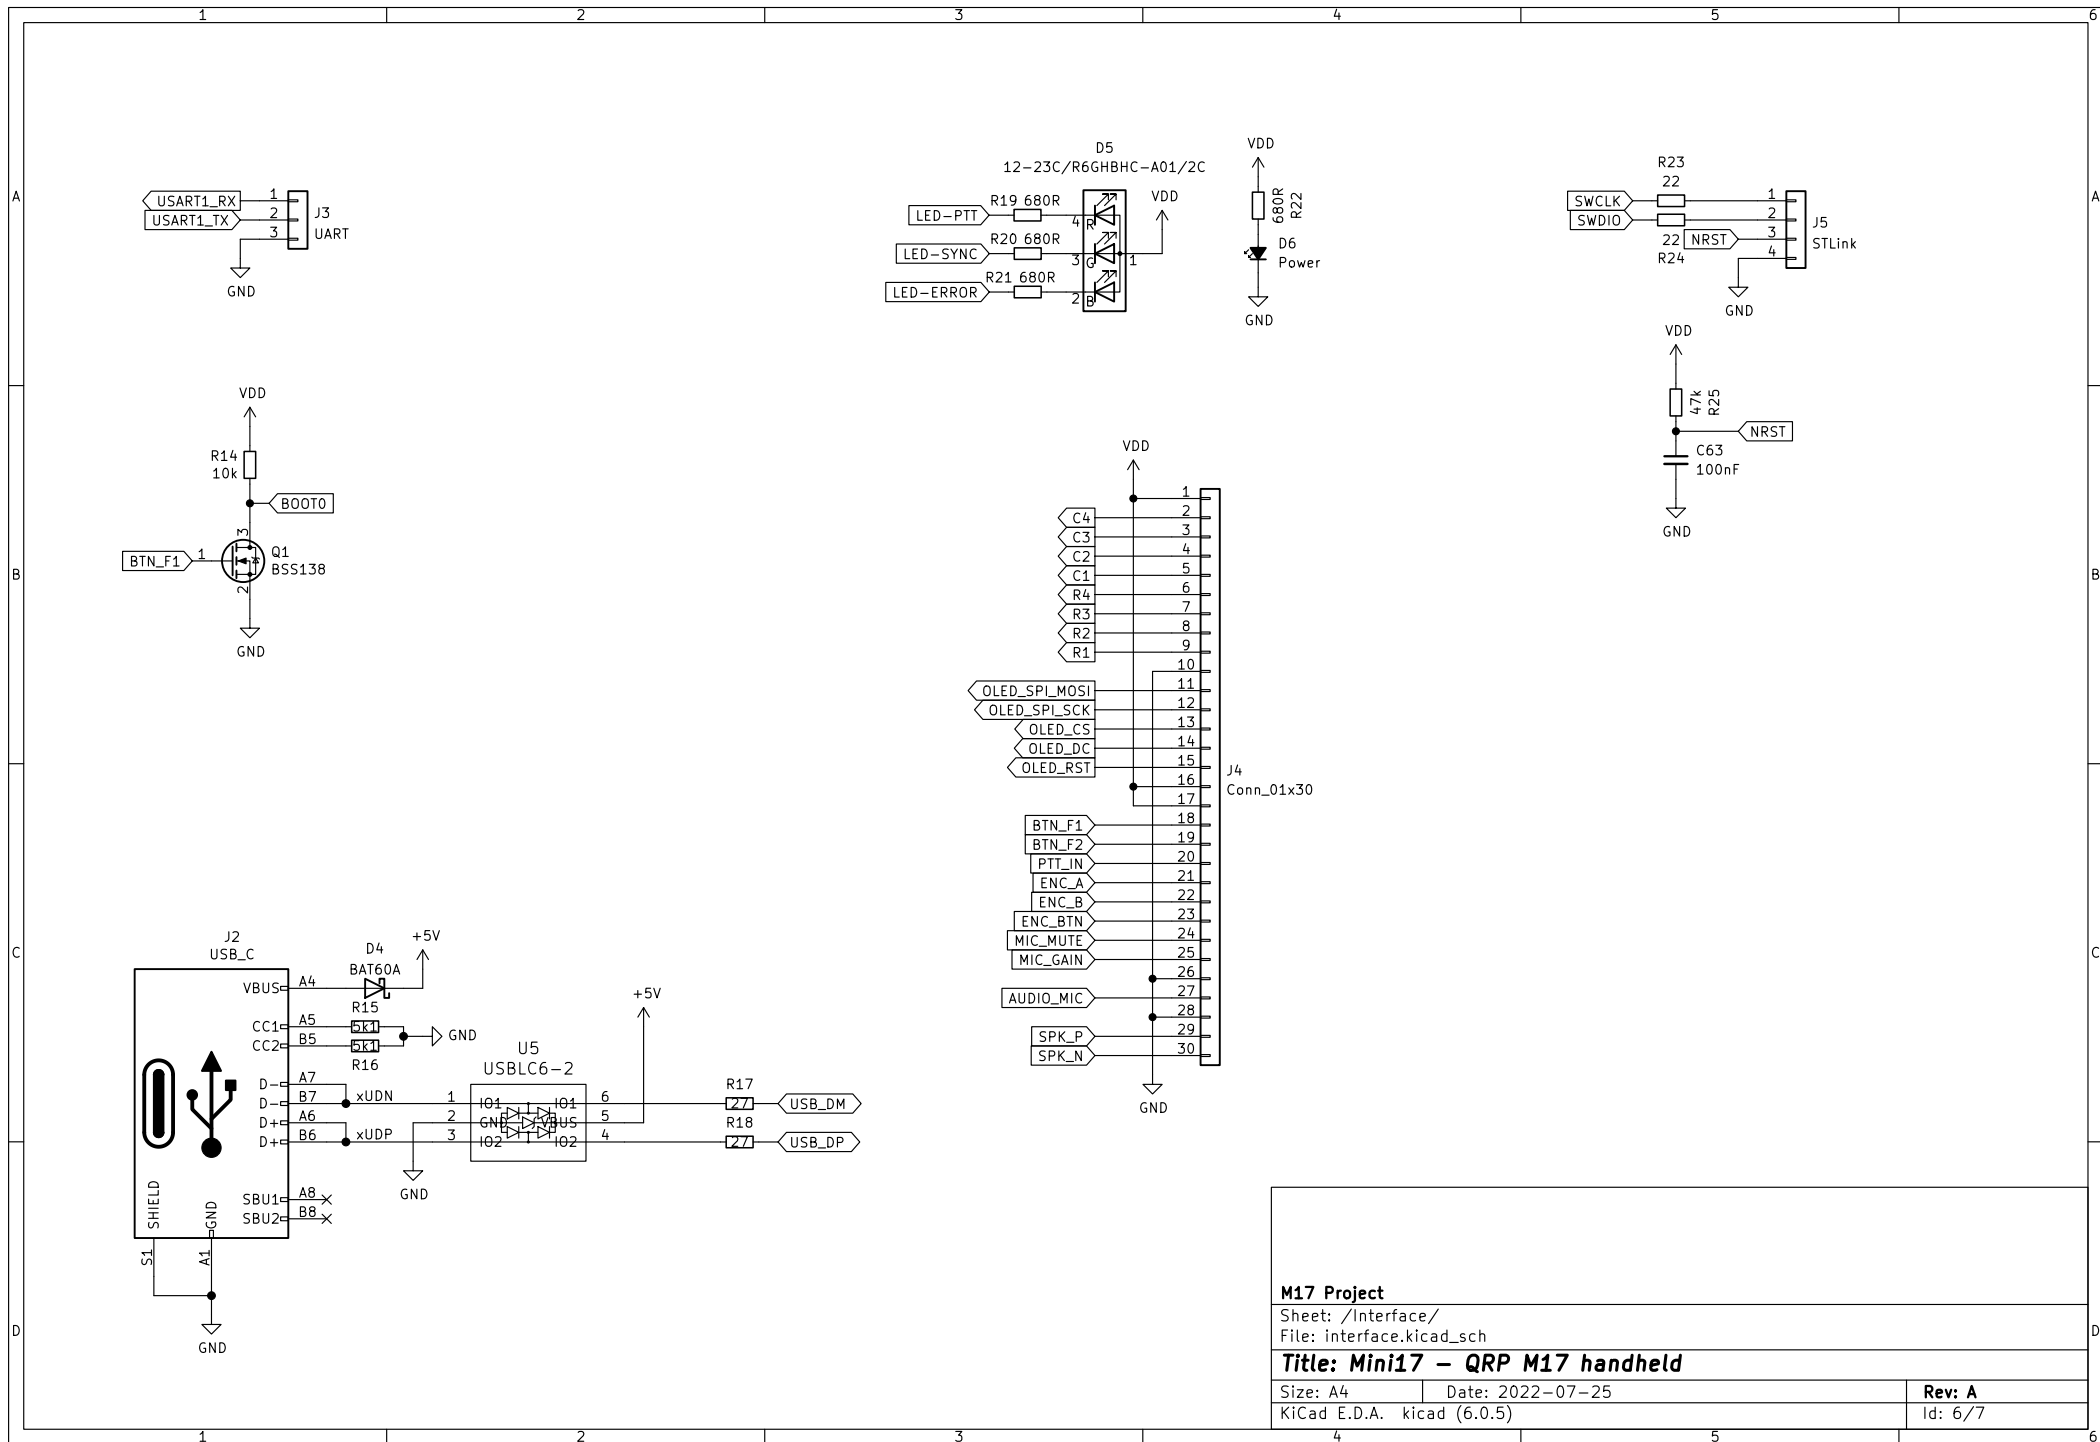 1 2 3 4 5 6
A A
B B
C C
D D
USART1_RX 1
USART1_TX 2
3
J3
UART
GND
D5
12-23C/R6GHBHC-A01/2C
VDD
LED-PTT R19 680R 4 R
LED-SYNC R20 680R 3 G 1
LED-ERROR R21 680R 2 B
VDD
680R
R22
D6
Power
GND
R23
22
SWCLK 1
SWDIO 2
22 NRST 3
R24 4
J5
STLink
GND
VDD
47k
R25
NRST
C63
100nF
GND
VDD
R14
10k
BOOT0
3
BTN_F1 1
Q1
BSS138
2
GND
VDD
1
C4 2
C3 3
C2 4
C1 5
R4 6
R3 7
R2 8
R1 9
10
OLED_SPI_MOSI 11
OLED_SPI_SCK 12
OLED_CS 13
OLED_DC 14
OLED_RST 15
16
17
BTN_F1 18
BTN_F2 19
PTT_IN 20
ENC_A 21
ENC_B 22
ENC_BTN 23
MIC_MUTE 24
MIC_GAIN 25
26
AUDIO_MIC 27
28
SPK_P 29
SPK_N 30
J4
Conn_01x30
GND
J2
USB_C
D4
BAT60A
+5V
VBUS A4
R15
CC1 A5 5k1
CC2 B5 5k1
R16
GND
D- A7
D- B7 xUDN
D+ A6
D+ B6 xUDP
SBU1 A8
SBU2 B8
SHIELD
GND
S1
A1
GND
U5
USBLC6-2
+5V
1 IO1 IO1 6
2 GND VBUS 5
3 IO2 IO2 4
GND
R17
27 USB_DM
R18
27 USB_DP
M17 Project
Sheet: /Interface/
File: interface.kicad_sch
Title: Mini17 – QRP M17 handheld
Size: A4 Date: 2022-07-25 Rev: A
KiCad E.D.A. kicad (6.0.5) Id: 6/7
1 2 3 4 5 6